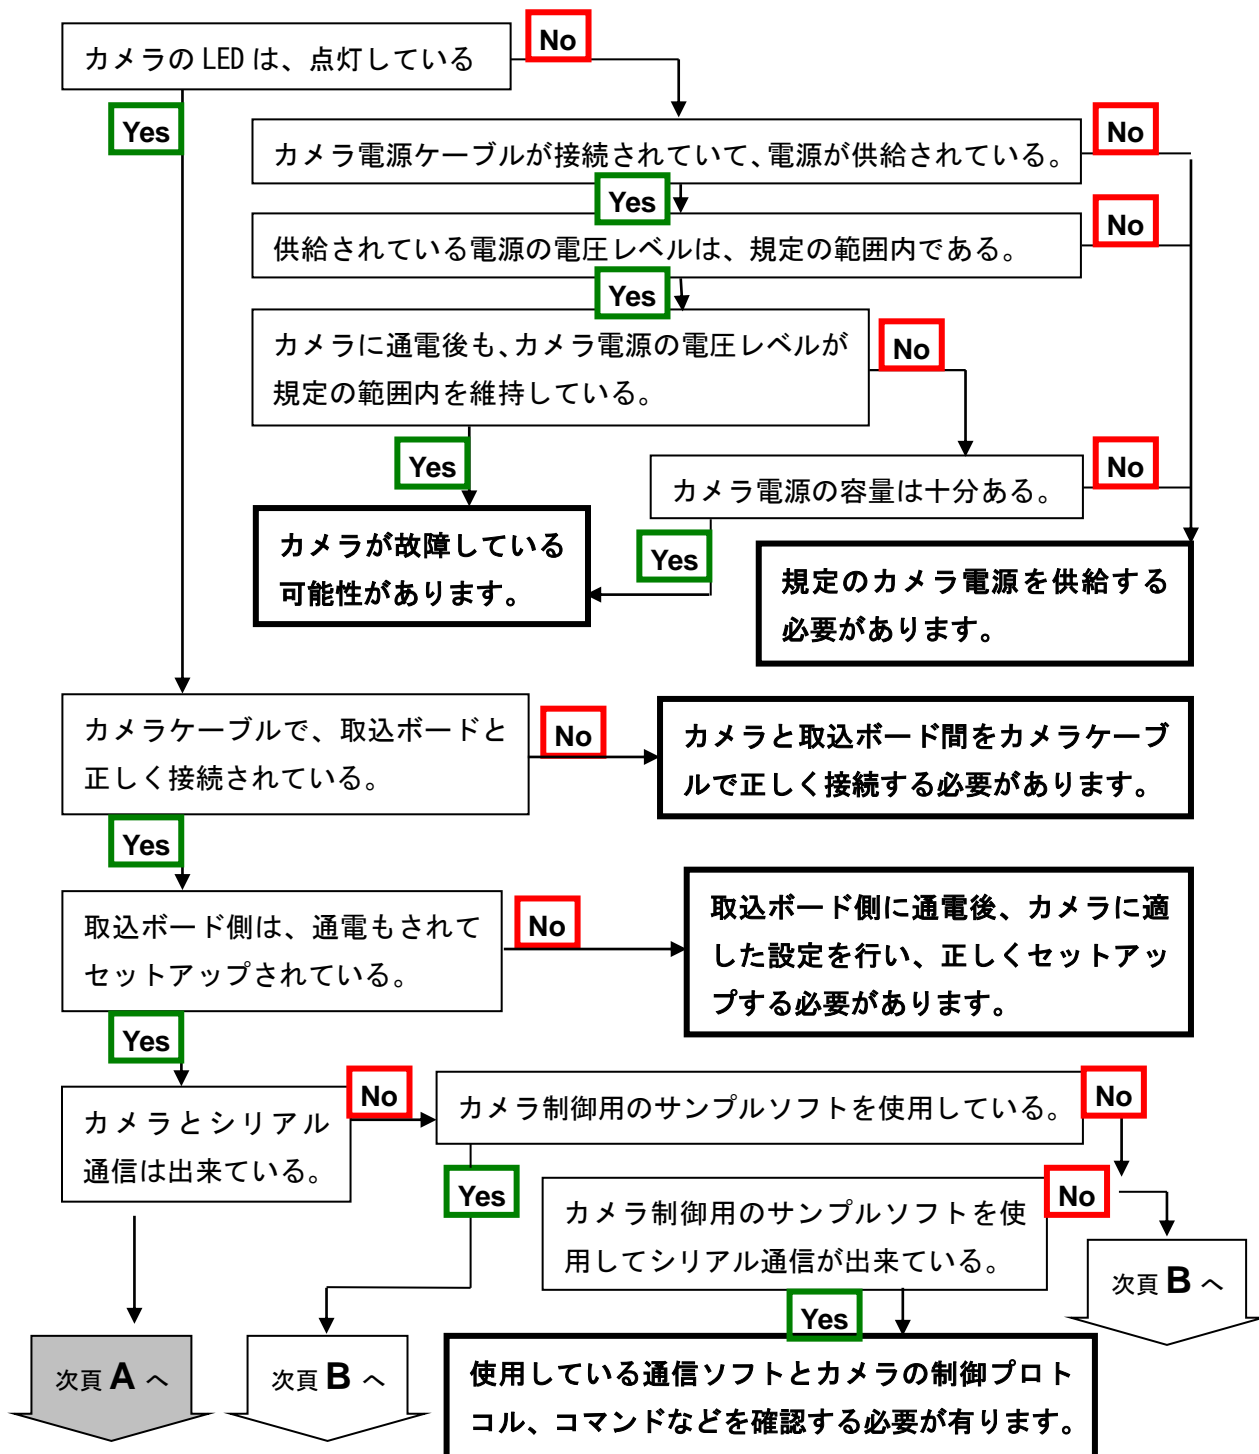 カメラの LED は、点灯している
No
Yes
カメラ電源ケーブルが接続されていて、電源が供給されている。
No
Yes
供給されている電源の電圧レベルは、規定の範囲内である。
No
Yes
カメラに通電後も、カメラ電源の電圧レベルが
規定の範囲内を維持している。
No
Yes
カメラ電源の容量は十分ある。
No
Yes
カメラが故障している
可能性があります。
規定のカメラ電源を供給する
必要があります。
カメラケーブルで、取込ボードと
正しく接続されている。
No
カメラと取込ボード間をカメラケーブ
ルで正しく接続する必要があります。
Yes
取込ボード側は、通電もされて
セットアップされている。
No
取込ボード側に通電後、カメラに適
した設定を行い、正しくセットアッ
プする必要があります。
Yes
カメラとシリアル
通信は出来ている。
No
カメラ制御用のサンプルソフトを使用している。
No
Yes
カメラ制御用のサンプルソフトを使
用してシリアル通信が出来ている。
No
次頁 B へ
Yes
次頁 A へ
次頁 B へ
使用している通信ソフトとカメラの制御プロト
コル、コマンドなどを確認する必要が有ります。